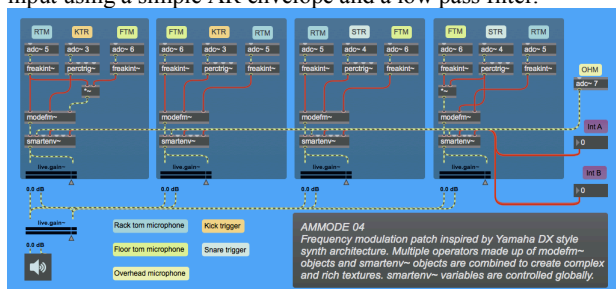 input using a simple AR envelope and a low pass filter.
RTM KTR FTM FTM KTR RTM RTM STR FTM FTM STR RTM
adc~ 5 adc~ 3 adc~ 6 adc~ 6 adc~ 3 adc~ 5 adc~ 5 adc~ 4 adc~ 6 adc~ 6 adc~ 4 adc~ 5
OHM
freakint~ perctrig~ freakint~ freakint~ perctrig~ freakint~ freakint~ perctrig~ freakint~ freakint~ perctrig~ freakint~
adc~ 7
*~ *~
modefm~ modefm~ modefm~ modefm~
Int A
smartenv~ smartenv~ smartenv~ smartenv~
0
live.gain~ live.gain~ live.gain~ live.gain~
Int B
0.0 dB 0.0 dB 0.0 dB 0.0 dB
0
live.gain~
0.0 dB
Rack tom microphone Kick trigger
Floor tom microphone Snare trigger
Overhead microphone
AMMODE 04
Frequency modulation patch inspired by Yamaha DX style
synth architecture. Multiple operators made up of modefm~
objects and smartenv~ objects are combined to create complex
and rich textures. smartenv~ variables are controlled globally.